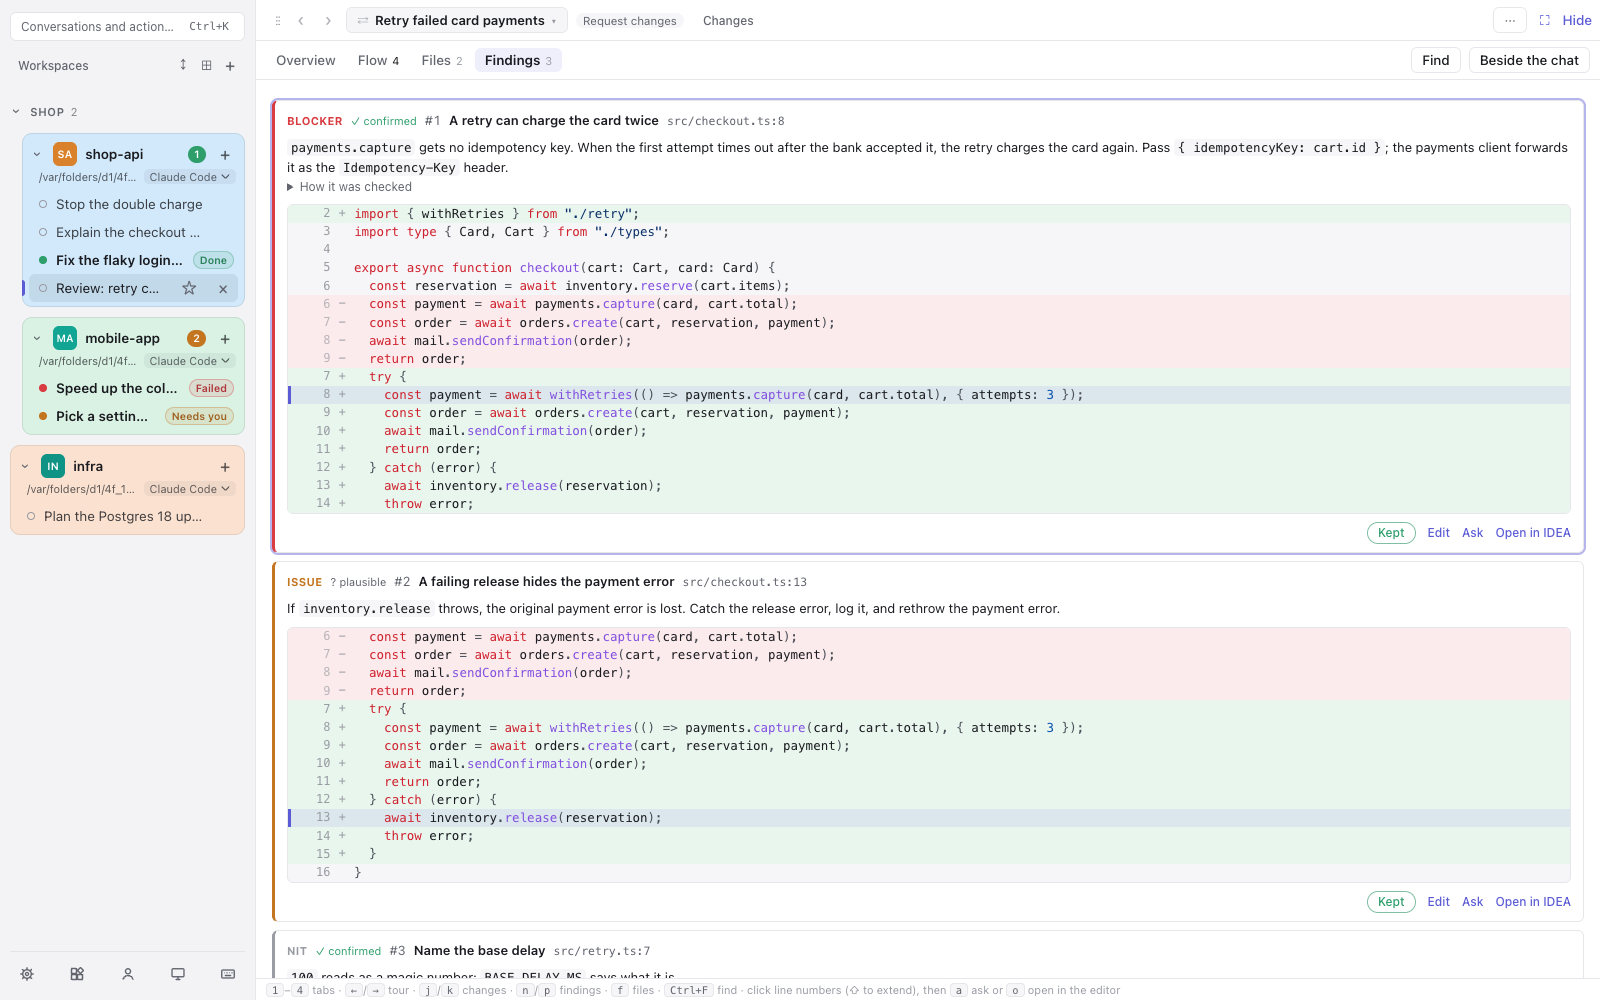 Conversations and action... Ctrl+K
Workspaces
SHOP 2
SA shop-api 1
/var/folders/d1/4f... Claude Code
Stop the double charge
Explain the checkout ...
Fix the flaky login... Done
Review: retry c...
MA mobile-app 2
/var/folders/d1/4f... Claude Code
Speed up the col... Failed
Pick a settin... Needs you
IN infra
/var/folders/d1/4f_1... Claude Code
Plan the Postgres 18 up...
Retry failed card payments Request changes Changes ... Hide
Overview Flow 4 Files 2 Findings 3 Find Beside the chat
BLOCKER ✓ confirmed #1 A retry can charge the card twice src/checkout.ts:8
payments.capture gets no idempotency key. When the first attempt times out after the bank accepted it, the retry charges the card again. Pass { idempotencyKey: cart.id } ; the payments client forwards
it as the Idempotency-Key header.
▶ How it was checked
2 + import { withRetries } from "./retry";
3 import type { Card, Cart } from "./types";
4
5 export async function checkout(cart: Cart, card: Card) {
6 const reservation = await inventory.reserve(cart.items);
6 − const payment = await payments.capture(card, cart.total);
7 − const order = await orders.create(cart, reservation, payment);
8 − await mail.sendConfirmation(order);
9 − return order;
7 + try {
8 + const payment = await withRetries(() => payments.capture(card, cart.total), { attempts: 3 });
9 + const order = await orders.create(cart, reservation, payment);
10 + await mail.sendConfirmation(order);
11 + return order;
12 + } catch (error) {
13 + await inventory.release(reservation);
14 + throw error;
Kept Edit Ask Open in IDEA
ISSUE ? plausible #2 A failing release hides the payment error src/checkout.ts:13
If inventory.release throws, the original payment error is lost. Catch the release error, log it, and rethrow the payment error.
6 − const payment = await payments.capture(card, cart.total);
7 − const order = await orders.create(cart, reservation, payment);
8 − await mail.sendConfirmation(order);
9 − return order;
7 + try {
8 + const payment = await withRetries(() => payments.capture(card, cart.total), { attempts: 3 });
9 + const order = await orders.create(cart, reservation, payment);
10 + await mail.sendConfirmation(order);
11 + return order;
12 + } catch (error) {
13 + await inventory.release(reservation);
14 + throw error;
15 + }
16 }
Kept Edit Ask Open in IDEA
NIT ✓ confirmed #3 Name the base delay src/retry.ts:7
100 reads as a magic number; BASE_DELAY_MS says what it is.
1–4 tabs · ←/→ tour · j/k changes · n/p findings · f files · Ctrl+F find · click line numbers (⇧ to extend), then a ask or o open in the editor